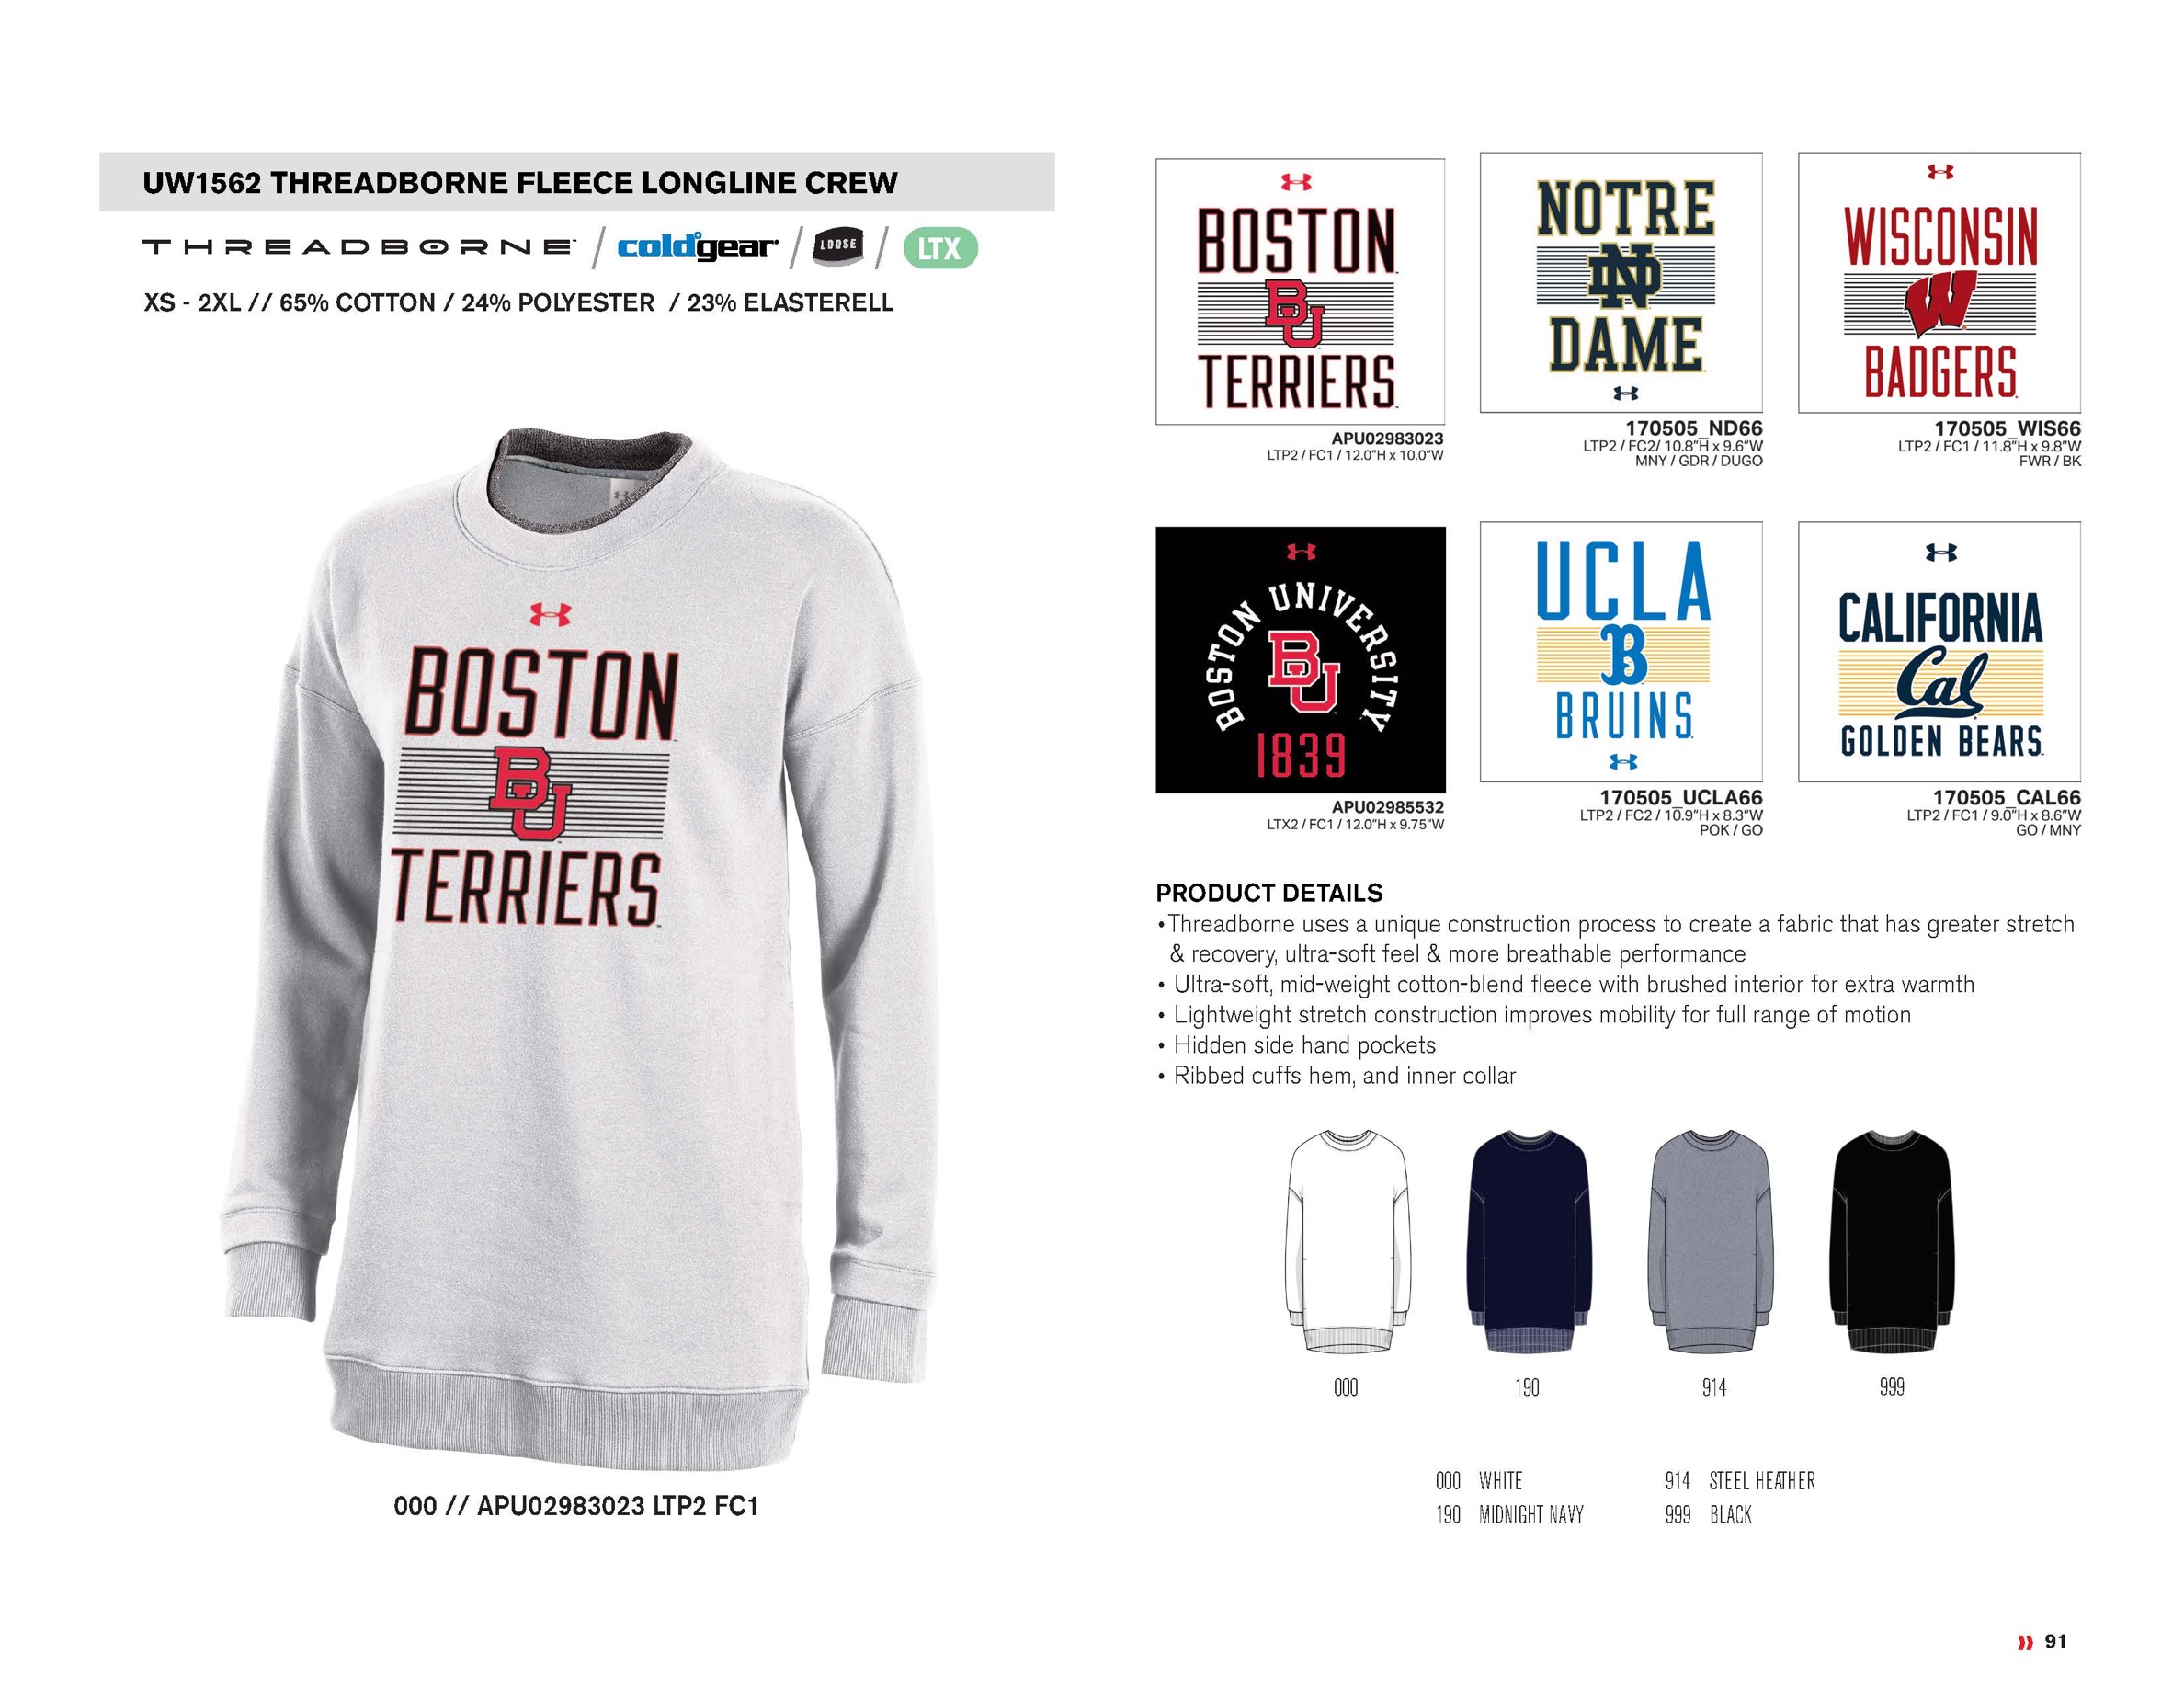 UW1562 THREADBORNE FLEECE LONGLINE CREW
THREADBORNE / coldgear / LOOSE / LTX
XS - 2XL // 65% COTTON / 24% POLYESTER / 23% ELASTERELL
BOSTON
BU
TERRIERS
000 // APU02983023 LTP2 FC1
BOSTON
BU
TERRIERS
APU02983023
LTP2 / FC1 / 12.0"H x 10.0"W
NOTRE
ND
DAME
170505_ND66
LTP2 / FC2/ 10.8"H x 9.6"W
MNY / GDR / DUGO
WISCONSIN
W
BADGERS
170505_WIS66
LTP2 / FC1 / 11.8"H x 9.8"W
FWR / BK
BOSTON UNIVERSITY
BU
1839
APU02985532
LTX2 / FC1 / 12.0"H x 9.75"W
UCLA
B
BRUINS
170505_UCLA66
LTP2 / FC2 / 10.9"H x 8.3"W
POK / GO
CALIFORNIA
Cal
GOLDEN BEARS
170505_CAL66
LTP2 / FC1 / 9.0"H x 8.6"W
GO / MNY
PRODUCT DETAILS
•Threadborne uses a unique construction process to create a fabric that has greater stretch
& recovery, ultra-soft feel & more breathable performance
• Ultra-soft, mid-weight cotton-blend fleece with brushed interior for extra warmth
• Lightweight stretch construction improves mobility for full range of motion
• Hidden side hand pockets
• Ribbed cuffs hem, and inner collar
000 190 914 999
000 WHITE 914 STEEL HEATHER
190 MIDNIGHT NAVY 999 BLACK
91